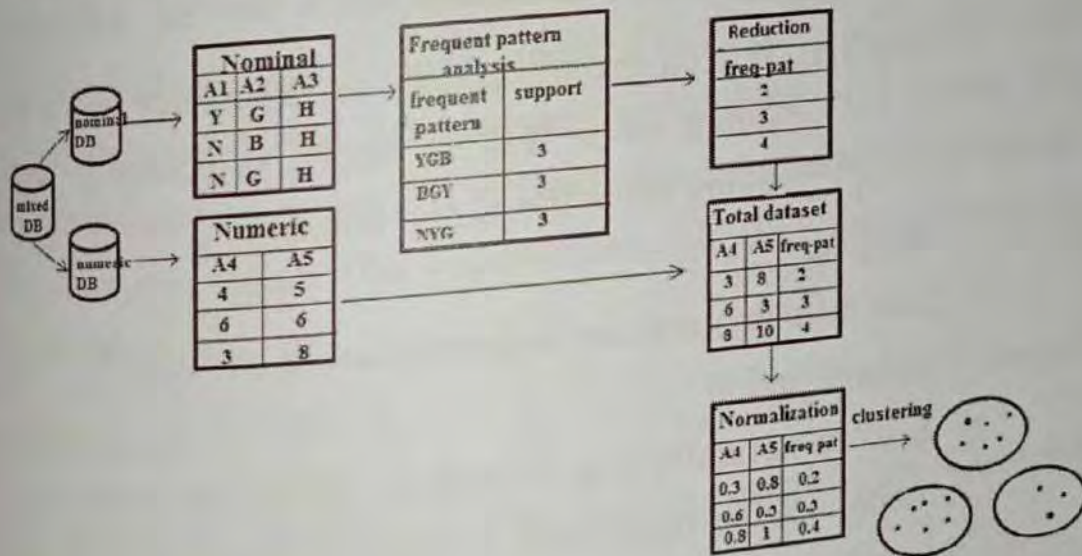 mixed
DB
nominal
DB
numeric
DB
Nominal
A1 A2 A3
Y G H
N B H
N G H
Numeric
A4 A5
4 5
6 6
3 8
Frequent pattern
analysis
frequent support
pattern
YGB 3
BGY 3
NYG 3
Reduction
freq-pat
2
3
4
Total dataset
A4 A5 freq-pat
3 8 2
6 3 3
8 10 4
Normalization
A4 A5 freq pat
0.3 0.8 0.2
0.6 0.3 0.3
0.8 1 0.4
clustering